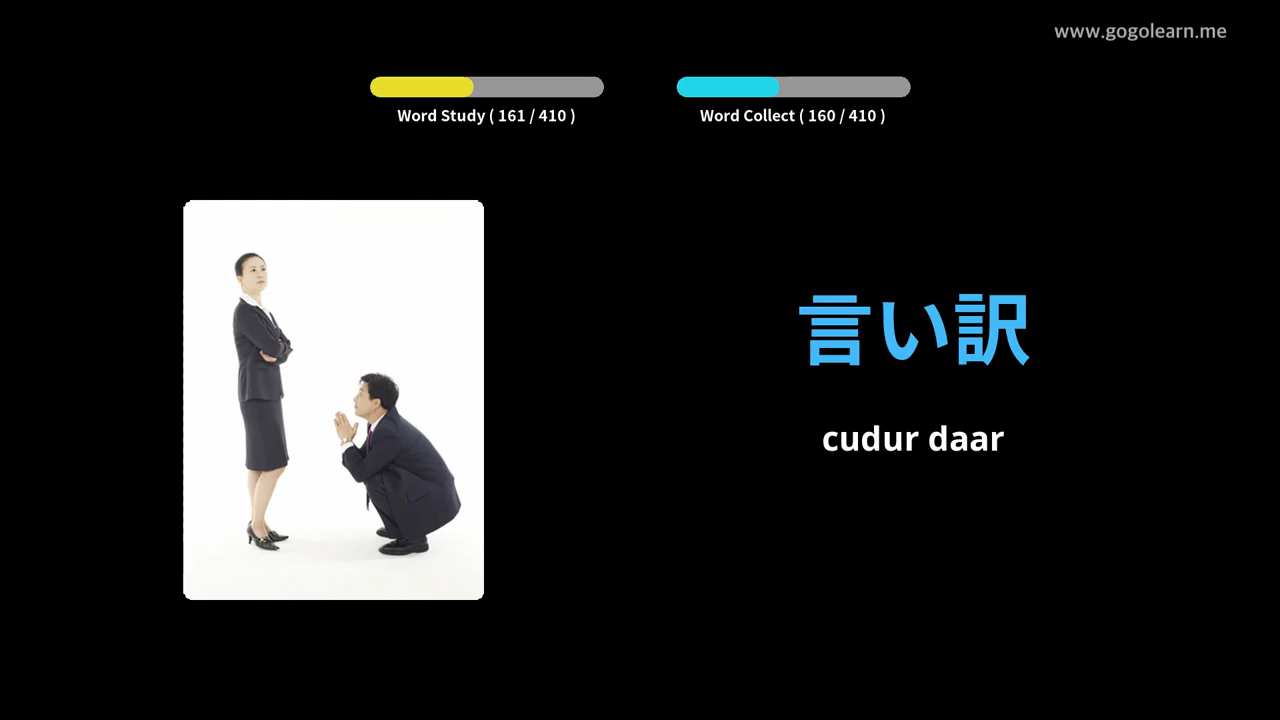 www.gogolearn.me
Word Study ( 161 / 410 )
Word Collect ( 160 / 410 )
言い訳
cudur daar